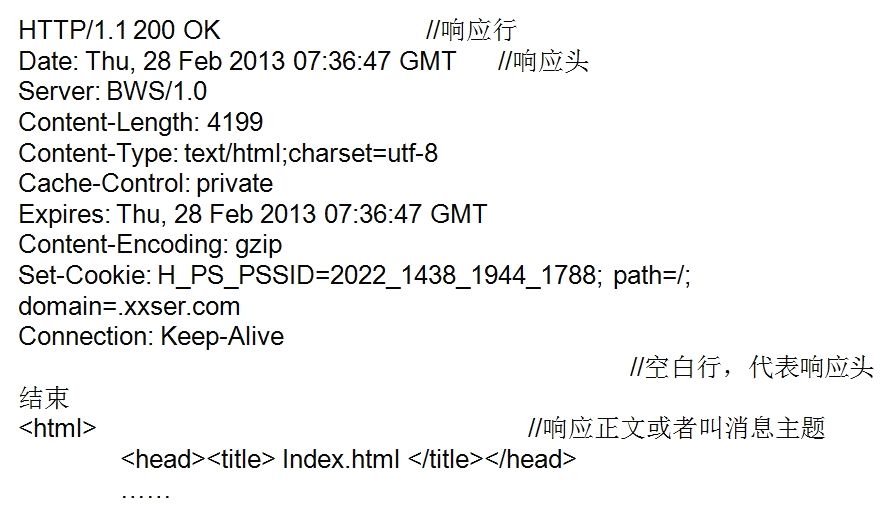 HTTP/1.1 200 OK //响应行
Date: Thu, 28 Feb 2013 07:36:47 GMT //响应头
Server: BWS/1.0
Content-Length: 4199
Content-Type: text/html;charset=utf-8
Cache-Control: private
Expires: Thu, 28 Feb 2013 07:36:47 GMT
Content-Encoding: gzip
Set-Cookie: H_PS_PSSID=2022_1438_1944_1788; path=/;
domain=.xxser.com
Connection: Keep-Alive
//空白行，代表响应头
结束
<html> //响应正文或者叫消息主题
<head><title> Index.html </title></head>
……